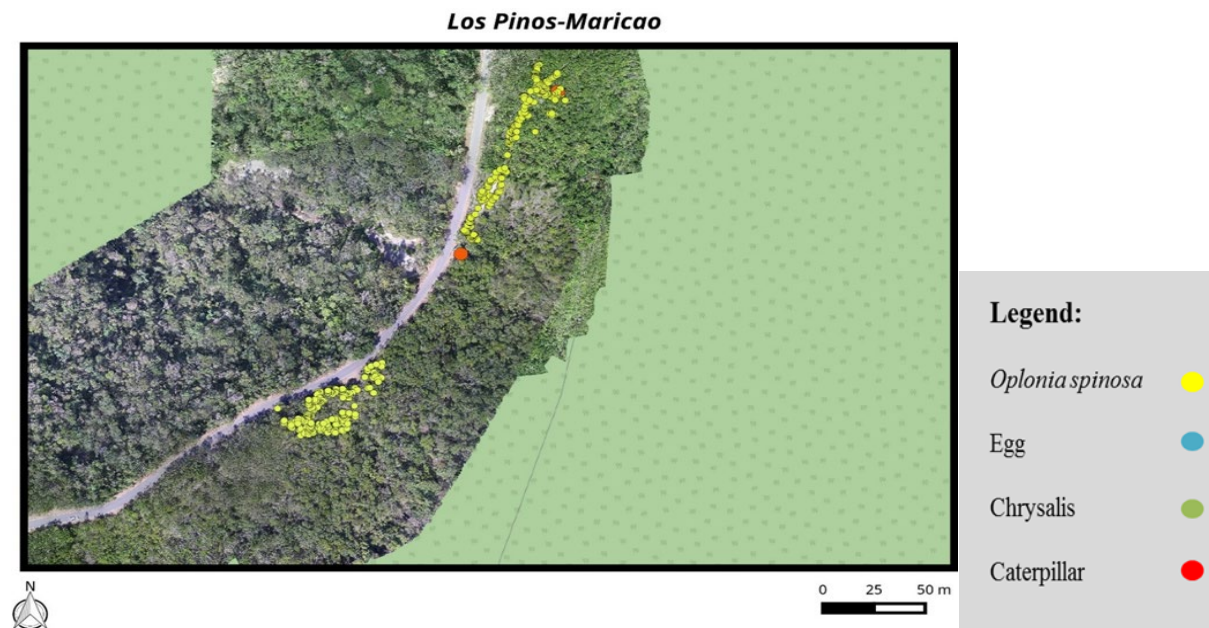 Los Pinos-Maricao
Legend:
Oplonia spinosa
Egg
Chrysalis
Caterpillar
N
0 25 50 m